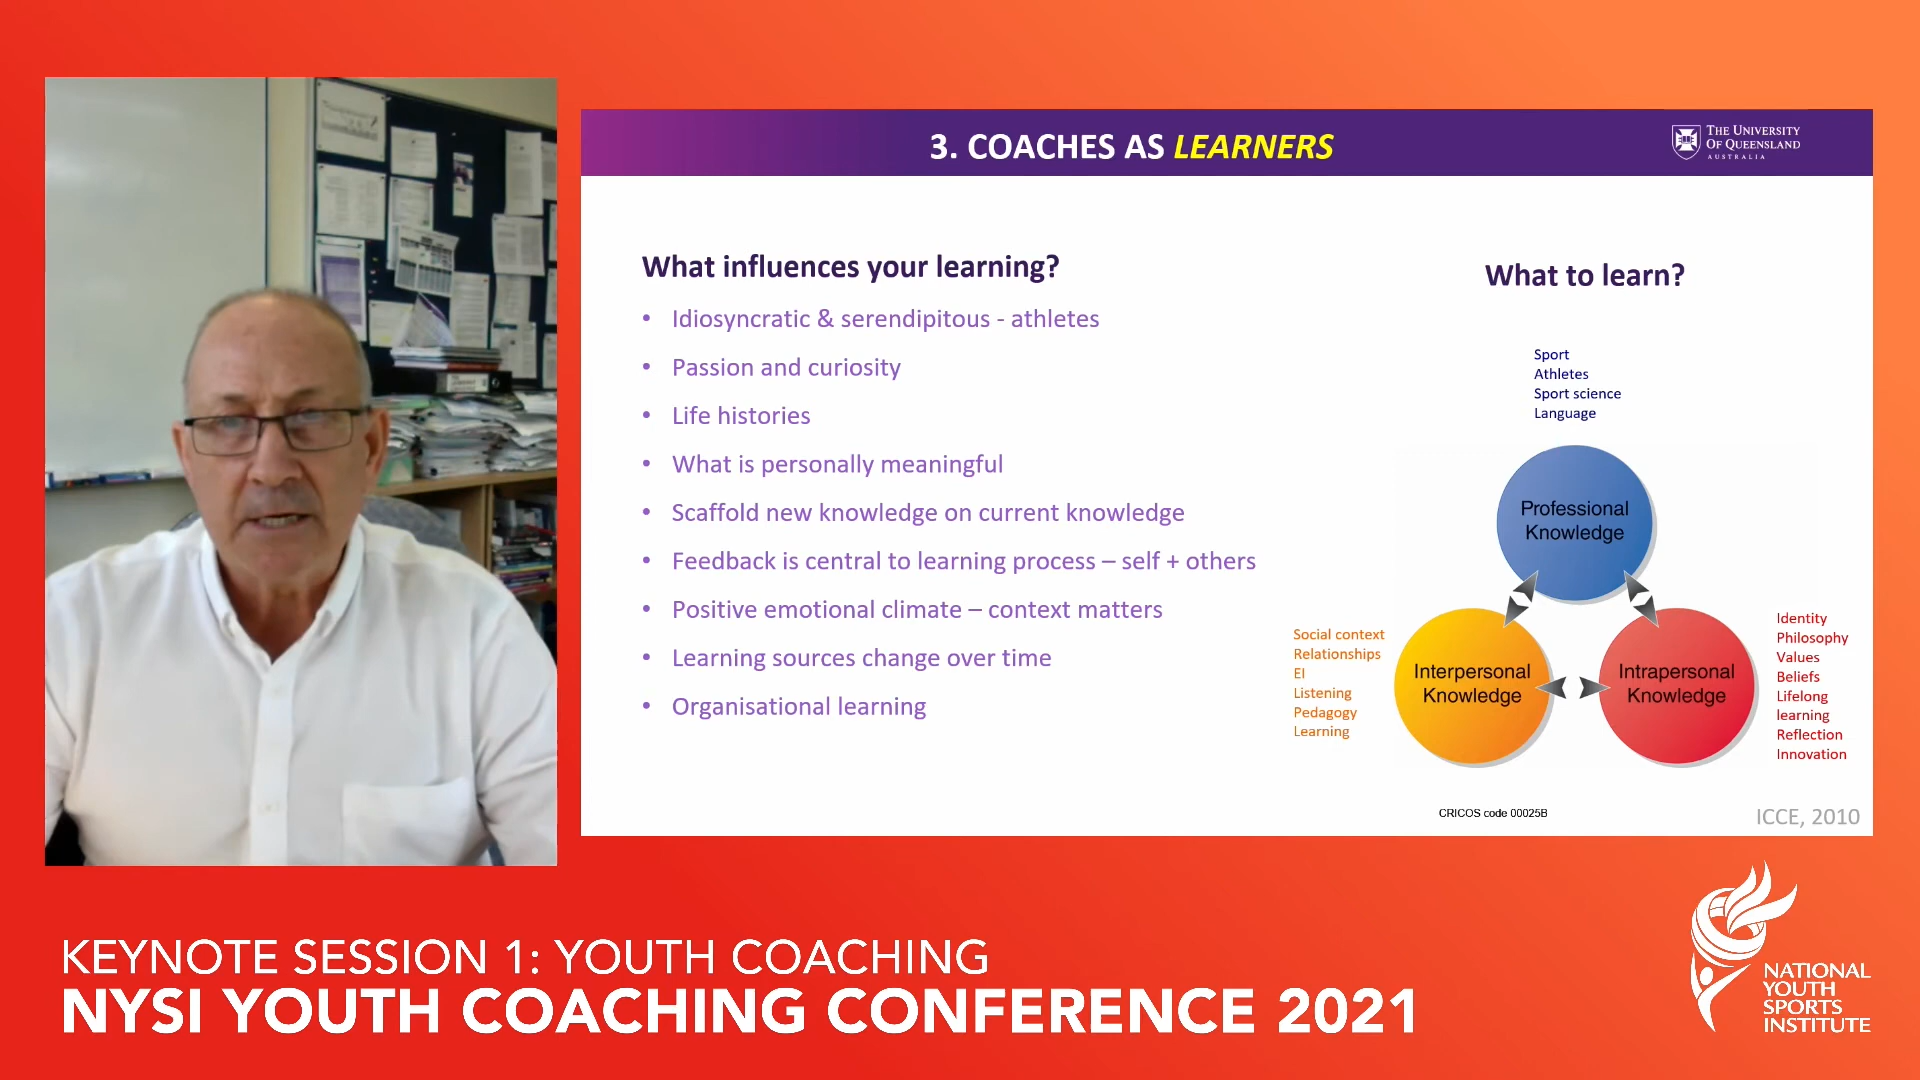 3. COACHES AS LEARNERS
THE UNIVERSITY
OF QUEENSLAND
AUSTRALIA
What influences your learning?
• Idiosyncratic & serendipitous - athletes
• Passion and curiosity
• Life histories
• What is personally meaningful
• Scaffold new knowledge on current knowledge
• Feedback is central to learning process – self + others
• Positive emotional climate – context matters
• Learning sources change over time
• Organisational learning
What to learn?
Sport
Athletes
Sport science
Language
Professional
Knowledge
Social context
Relationships
EI
Listening
Pedagogy
Learning
Interpersonal
Knowledge
Intrapersonal
Knowledge
Identity
Philosophy
Values
Beliefs
Lifelong
learning
Reflection
Innovation
CRICOS code 00025B
ICCE, 2010
KEYNOTE SESSION 1: YOUTH COACHING
NYSI YOUTH COACHING CONFERENCE 2021
NATIONAL
YOUTH
SPORTS
INSTITUTE